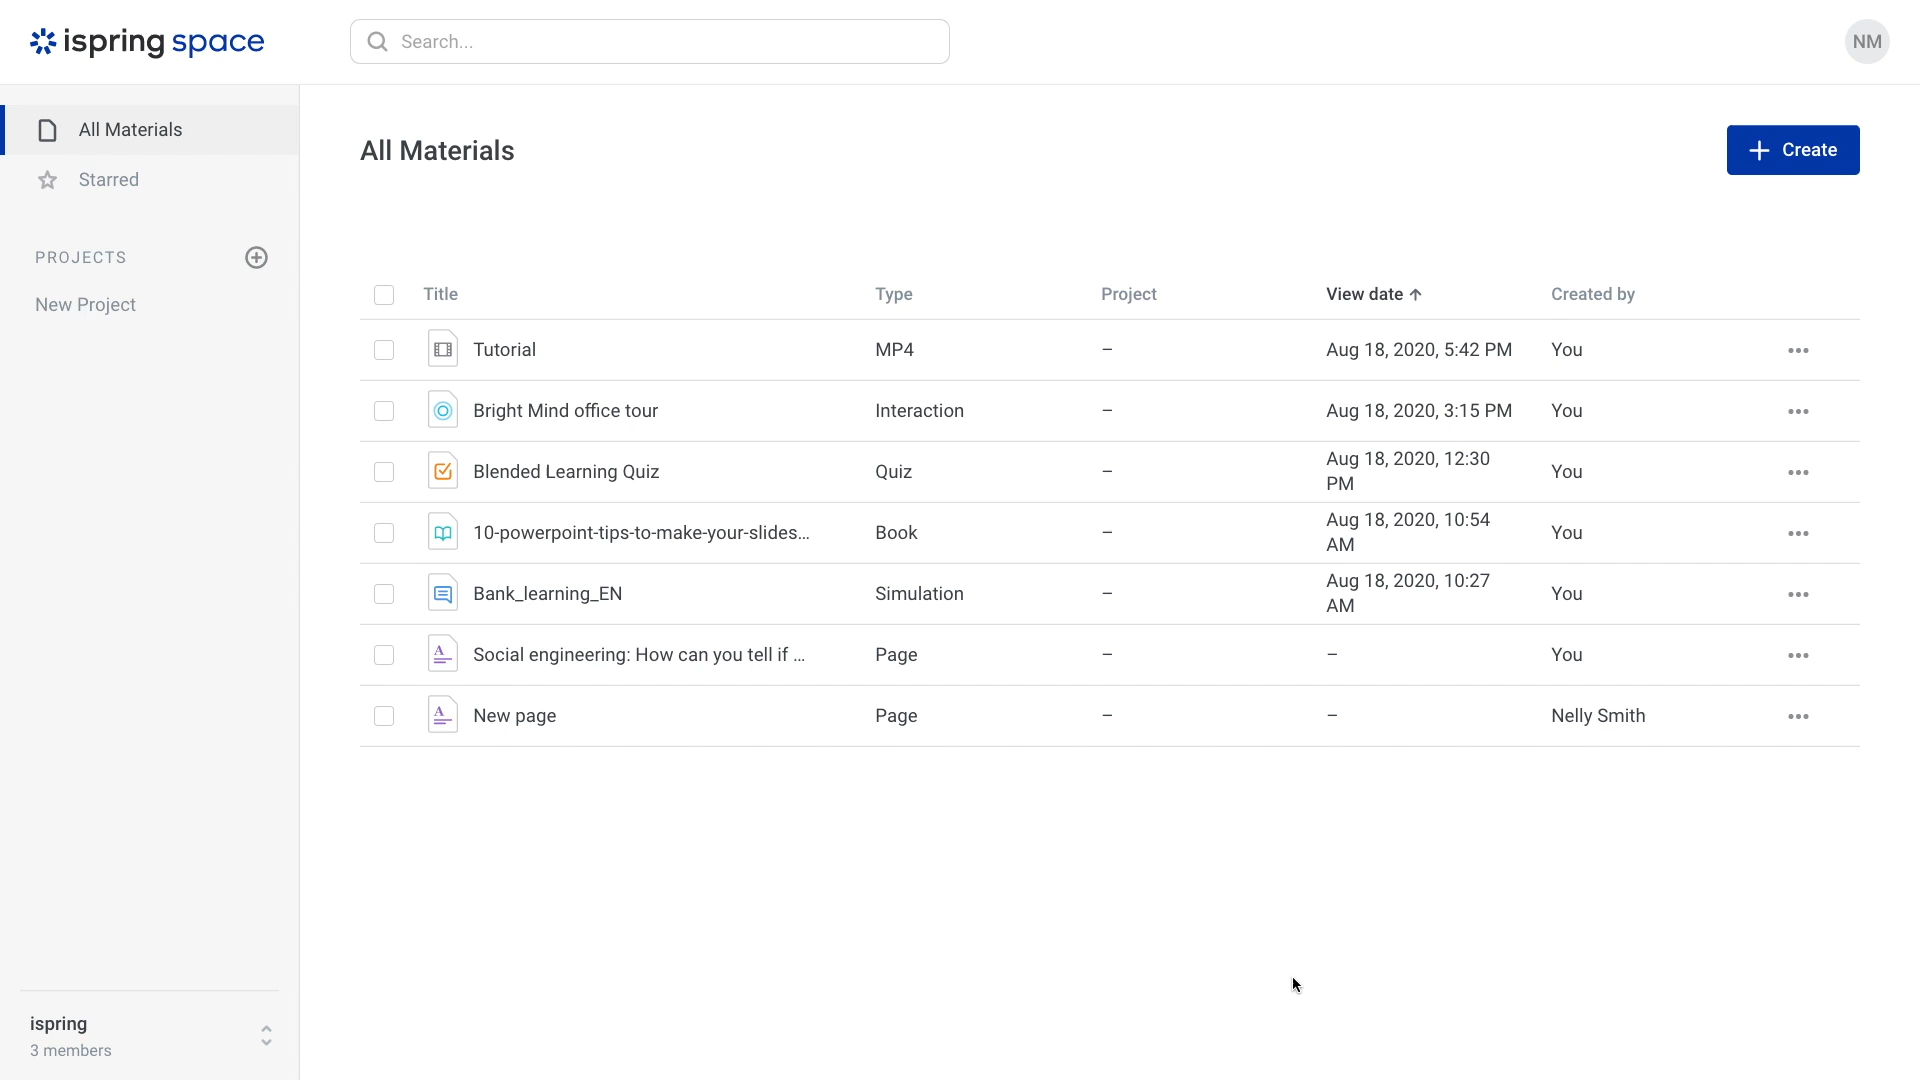 ispring space
Search...
NM
All Materials
Starred
PROJECTS
New Project
All Materials
Create
Title Type Project View date Created by
Tutorial MP4 – Aug 18, 2020, 5:42 PM You
Bright Mind office tour Interaction – Aug 18, 2020, 3:15 PM You
Blended Learning Quiz Quiz – Aug 18, 2020, 12:30
PM You
10-powerpoint-tips-to-make-your-slides... Book – Aug 18, 2020, 10:54
AM You
Bank_learning_EN Simulation – Aug 18, 2020, 10:27
AM You
Social engineering: How can you tell if ... Page – – You
New page Page – – Nelly Smith
ispring
3 members